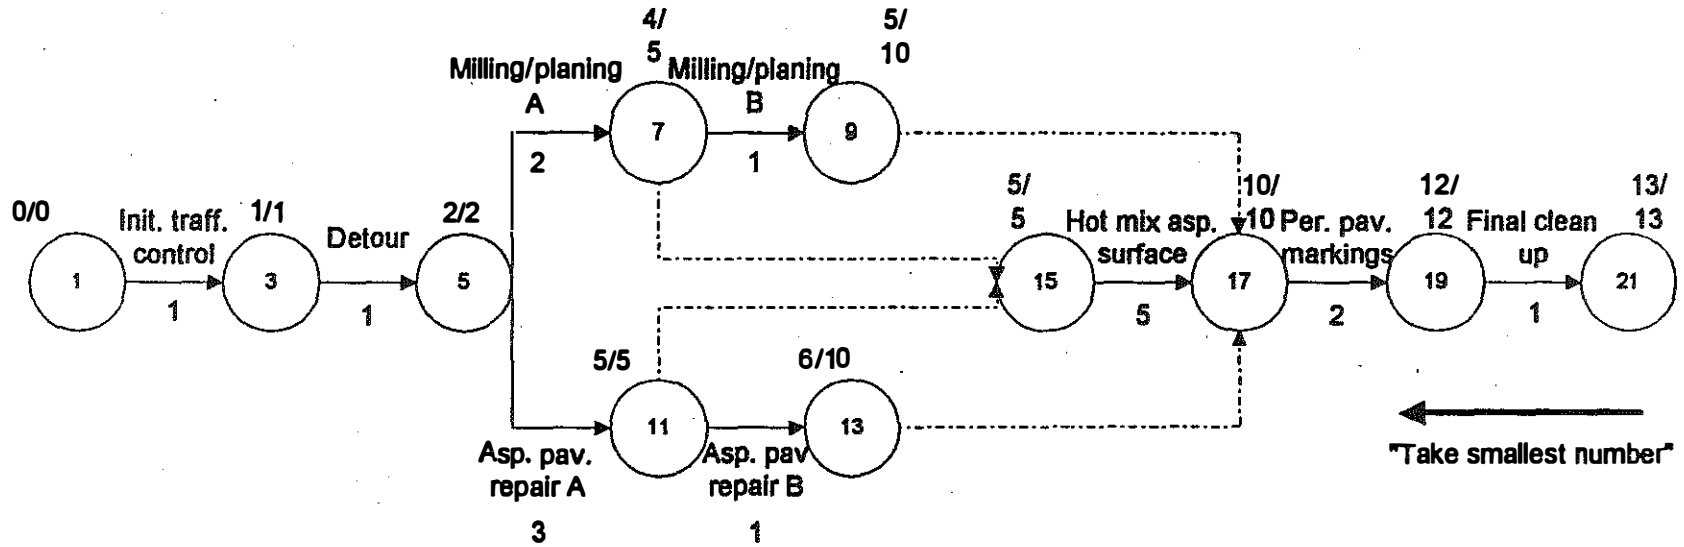 4/
5
5/
10
Milling/planing
A
Milling/planing
B
7
9
2
1
0/0
Init. traff.
control
1/1
Detour
2/2
5/
5
Hot mix asp.
surface
10/
10
Per. pav.
markings
12/
12
Final clean
up
13/
13
1
3
5
15
17
19
21
1
1
5
2
1
5/5
6/10
11
13
Asp. pav.
repair A
Asp. pav
repair B
3
1
"Take smallest number"